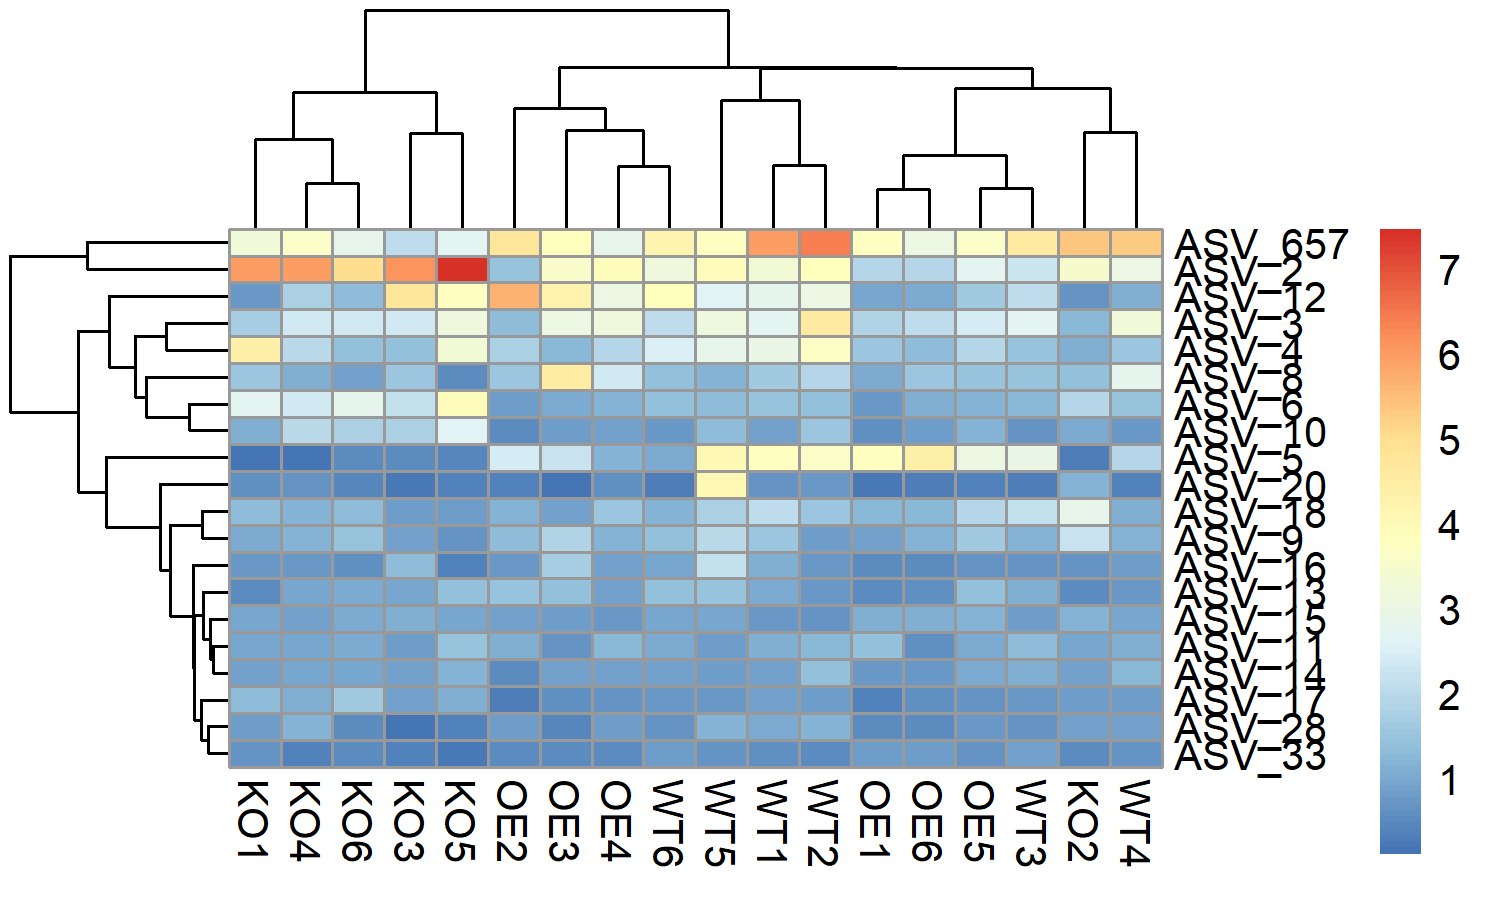 ASV_657
ASV_2
ASV_12
ASV_3
ASV_4
ASV_8
ASV_6
ASV_10
ASV_5
ASV_20
ASV_18
ASV_9
ASV_16
ASV_13
ASV_15
ASV_11
ASV_14
ASV_17
ASV_28
ASV_33
7
6
5
4
3
2
1
KO1 KO4 KO6 KO3 KO5 OE2 OE3 OE4 WT6 WT5 WT1 WT2 OE1 OE6 OE5 WT3 KO2 WT4